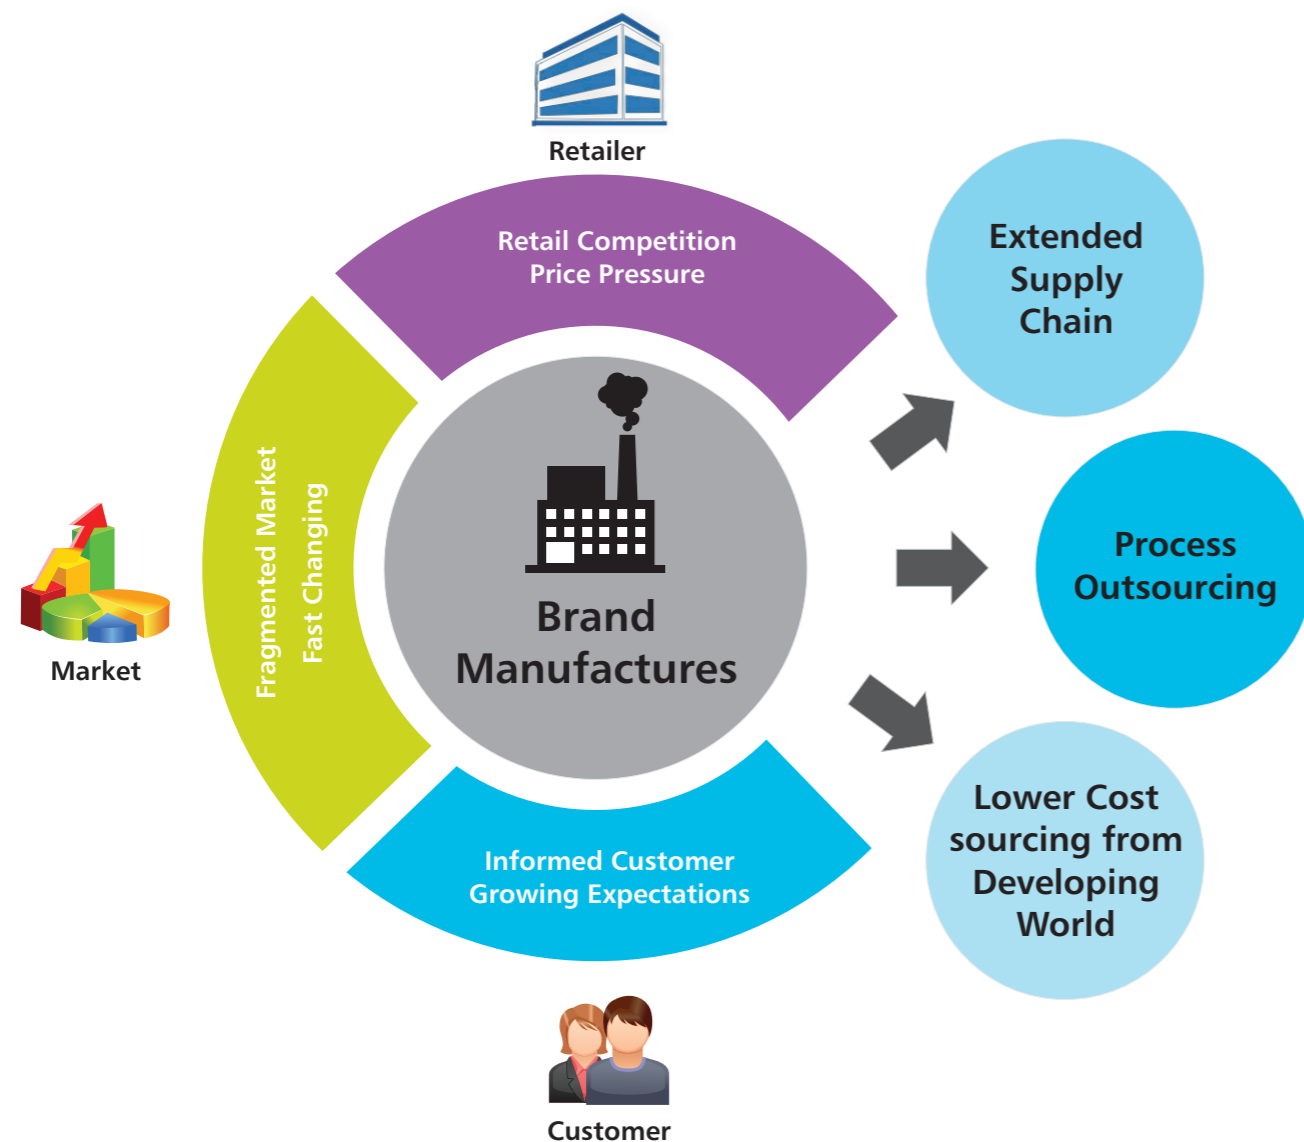 Retailer
Retail Competition
Price Pressure
Extended
Supply
Chain
Fragmented Market
Fast Changing
Brand
Manufactures
Process
Outsourcing
Market
Lower Cost
sourcing from
Developing
World
Informed Customer
Growing Expectations
Customer